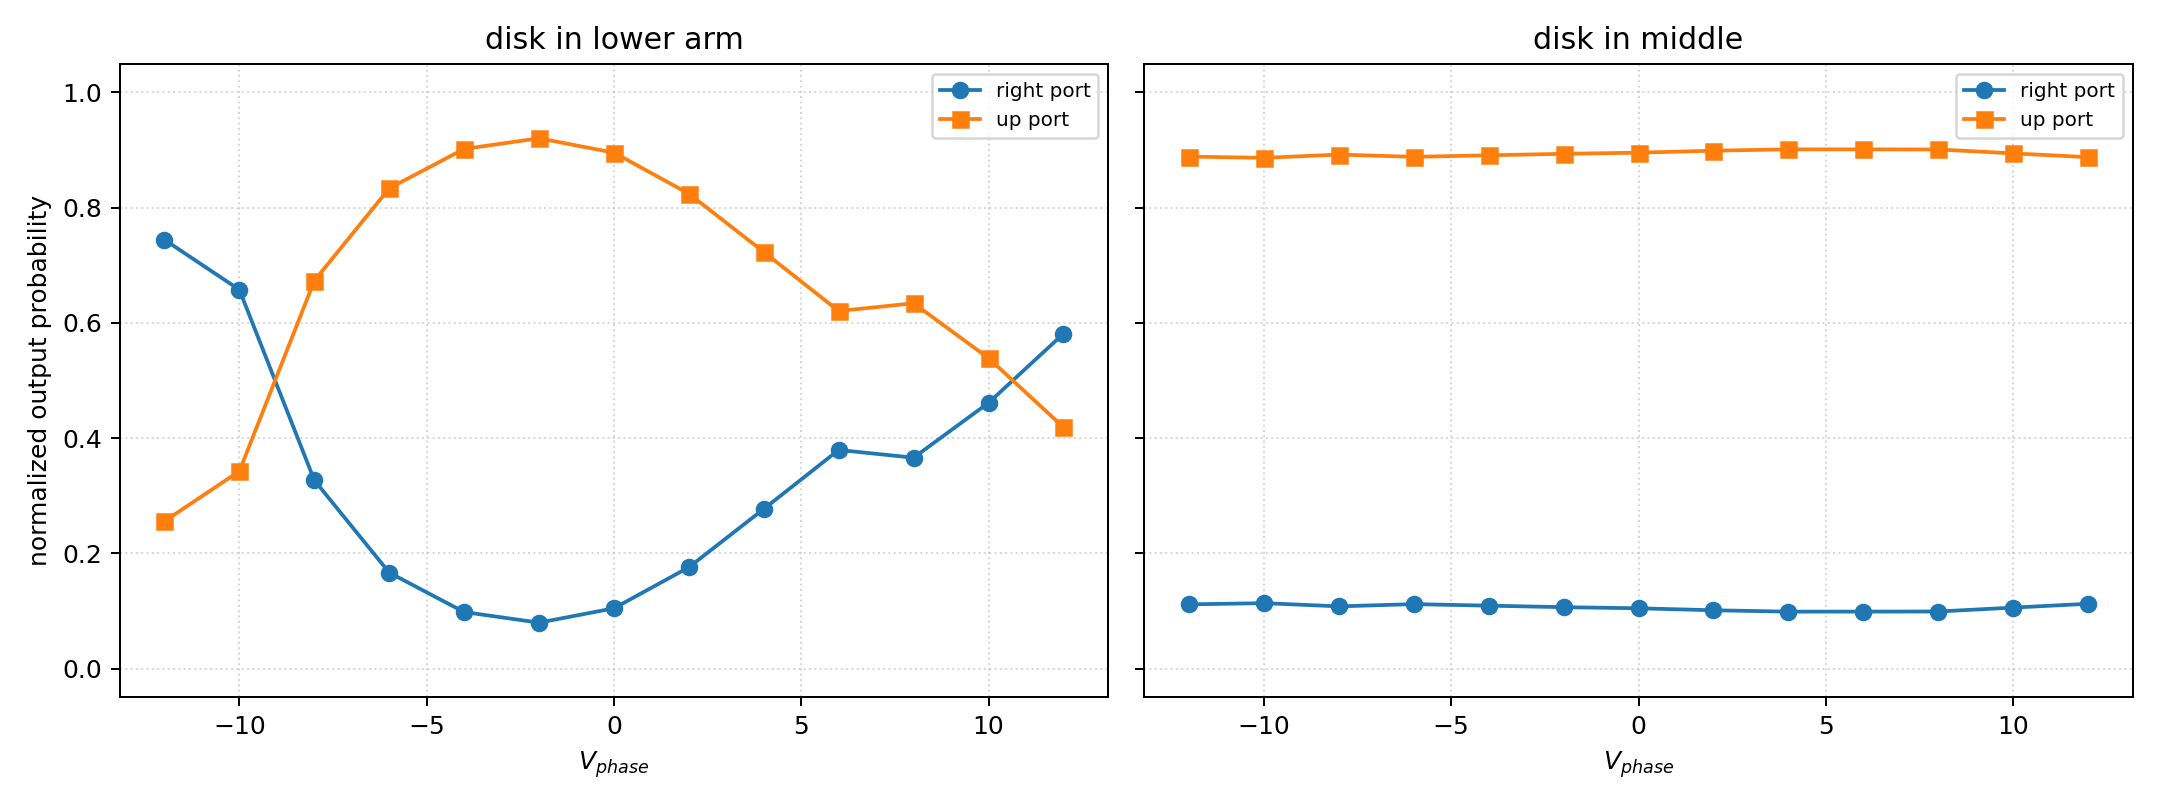 disk in lower arm
disk in middle
right port
up port
right port
up port
normalized output probability
1.0
0.8
0.6
0.4
0.2
0.0
−10
−5
0
5
10
−10
−5
0
5
10
V_phase
V_phase